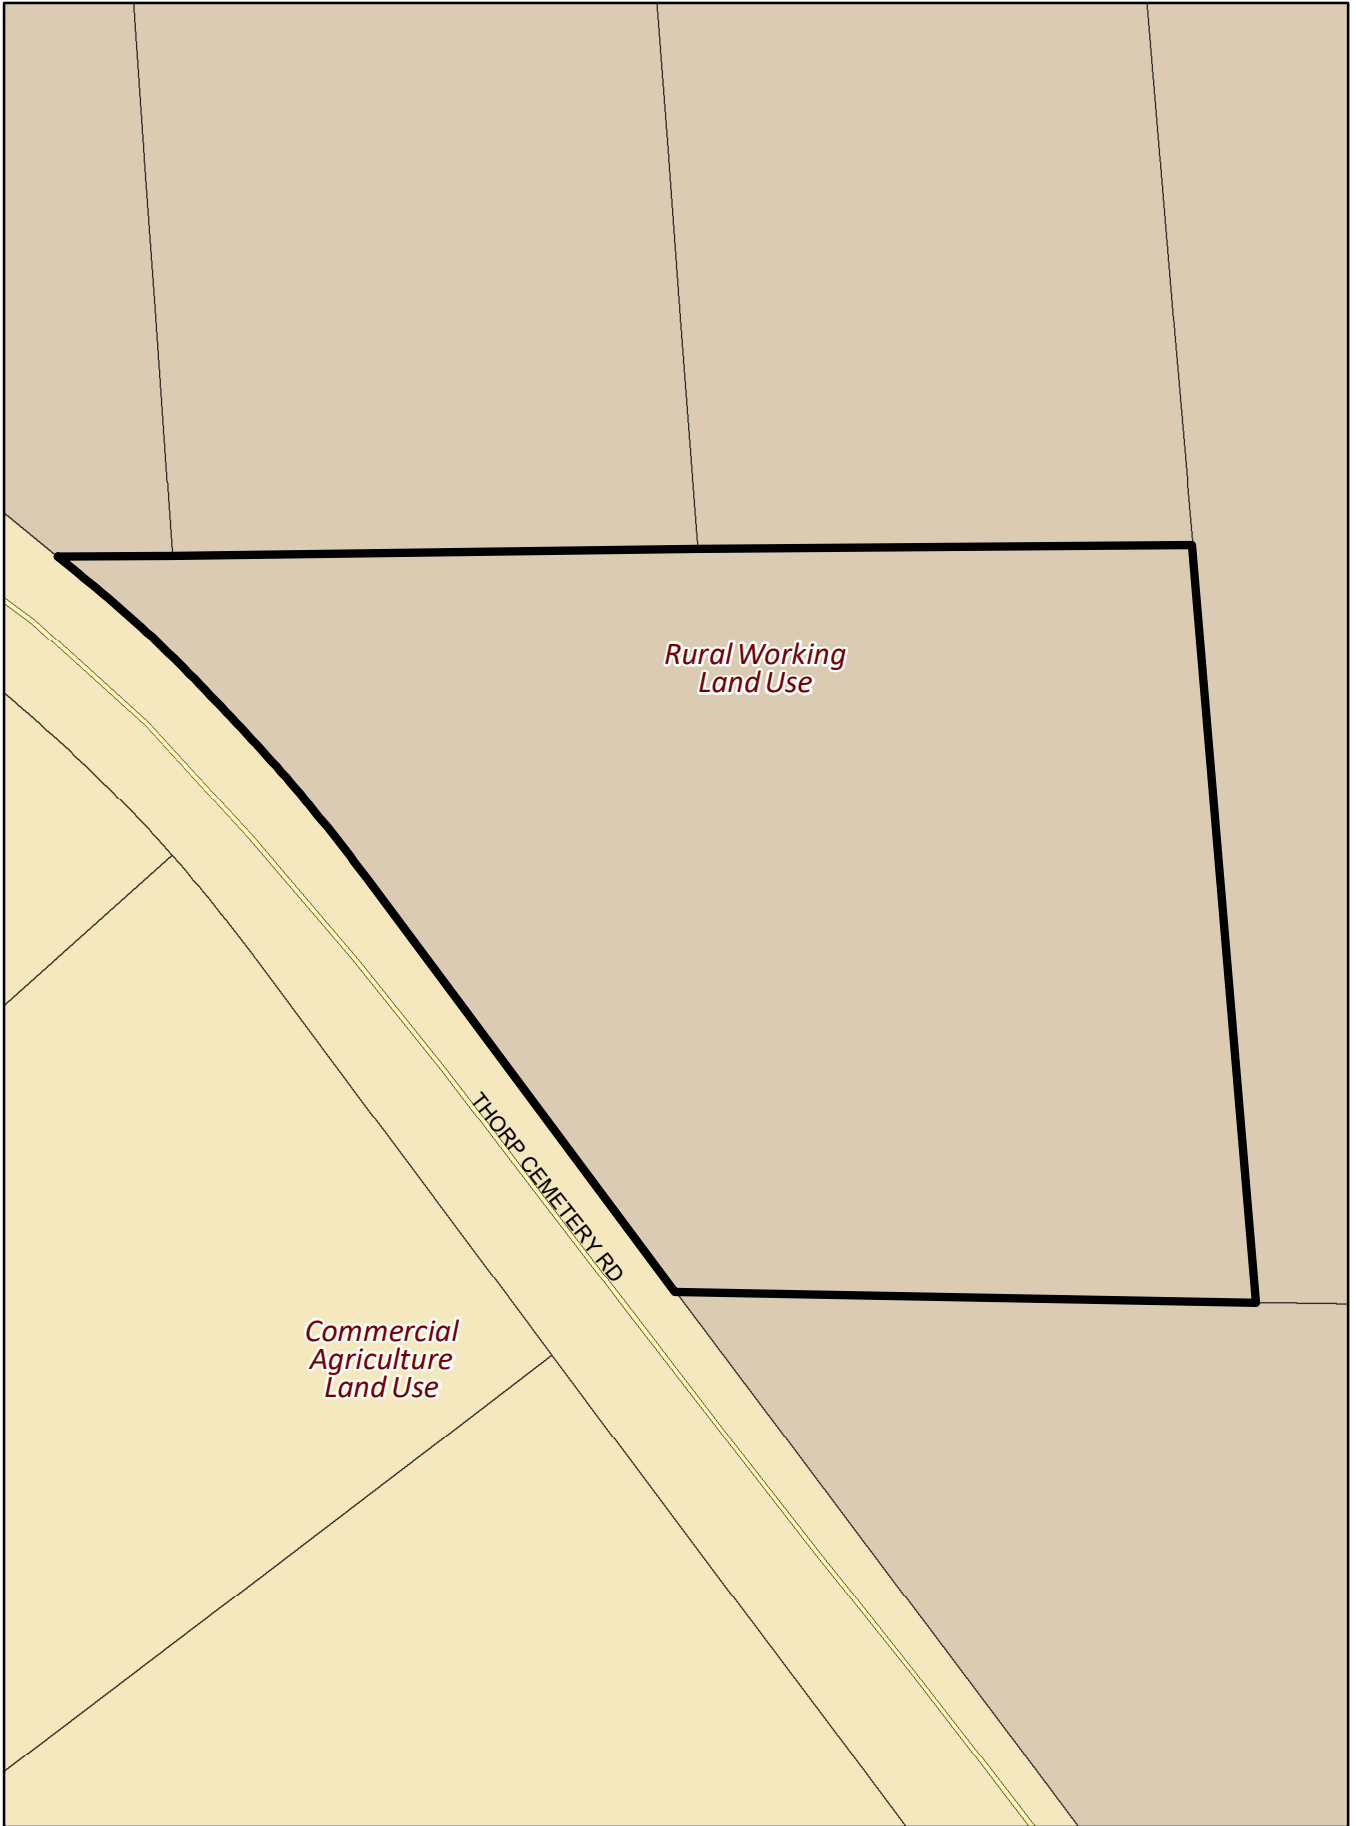 Rural Working
Land Use
THORP CEMETERY RD
Commercial
Agriculture
Land Use